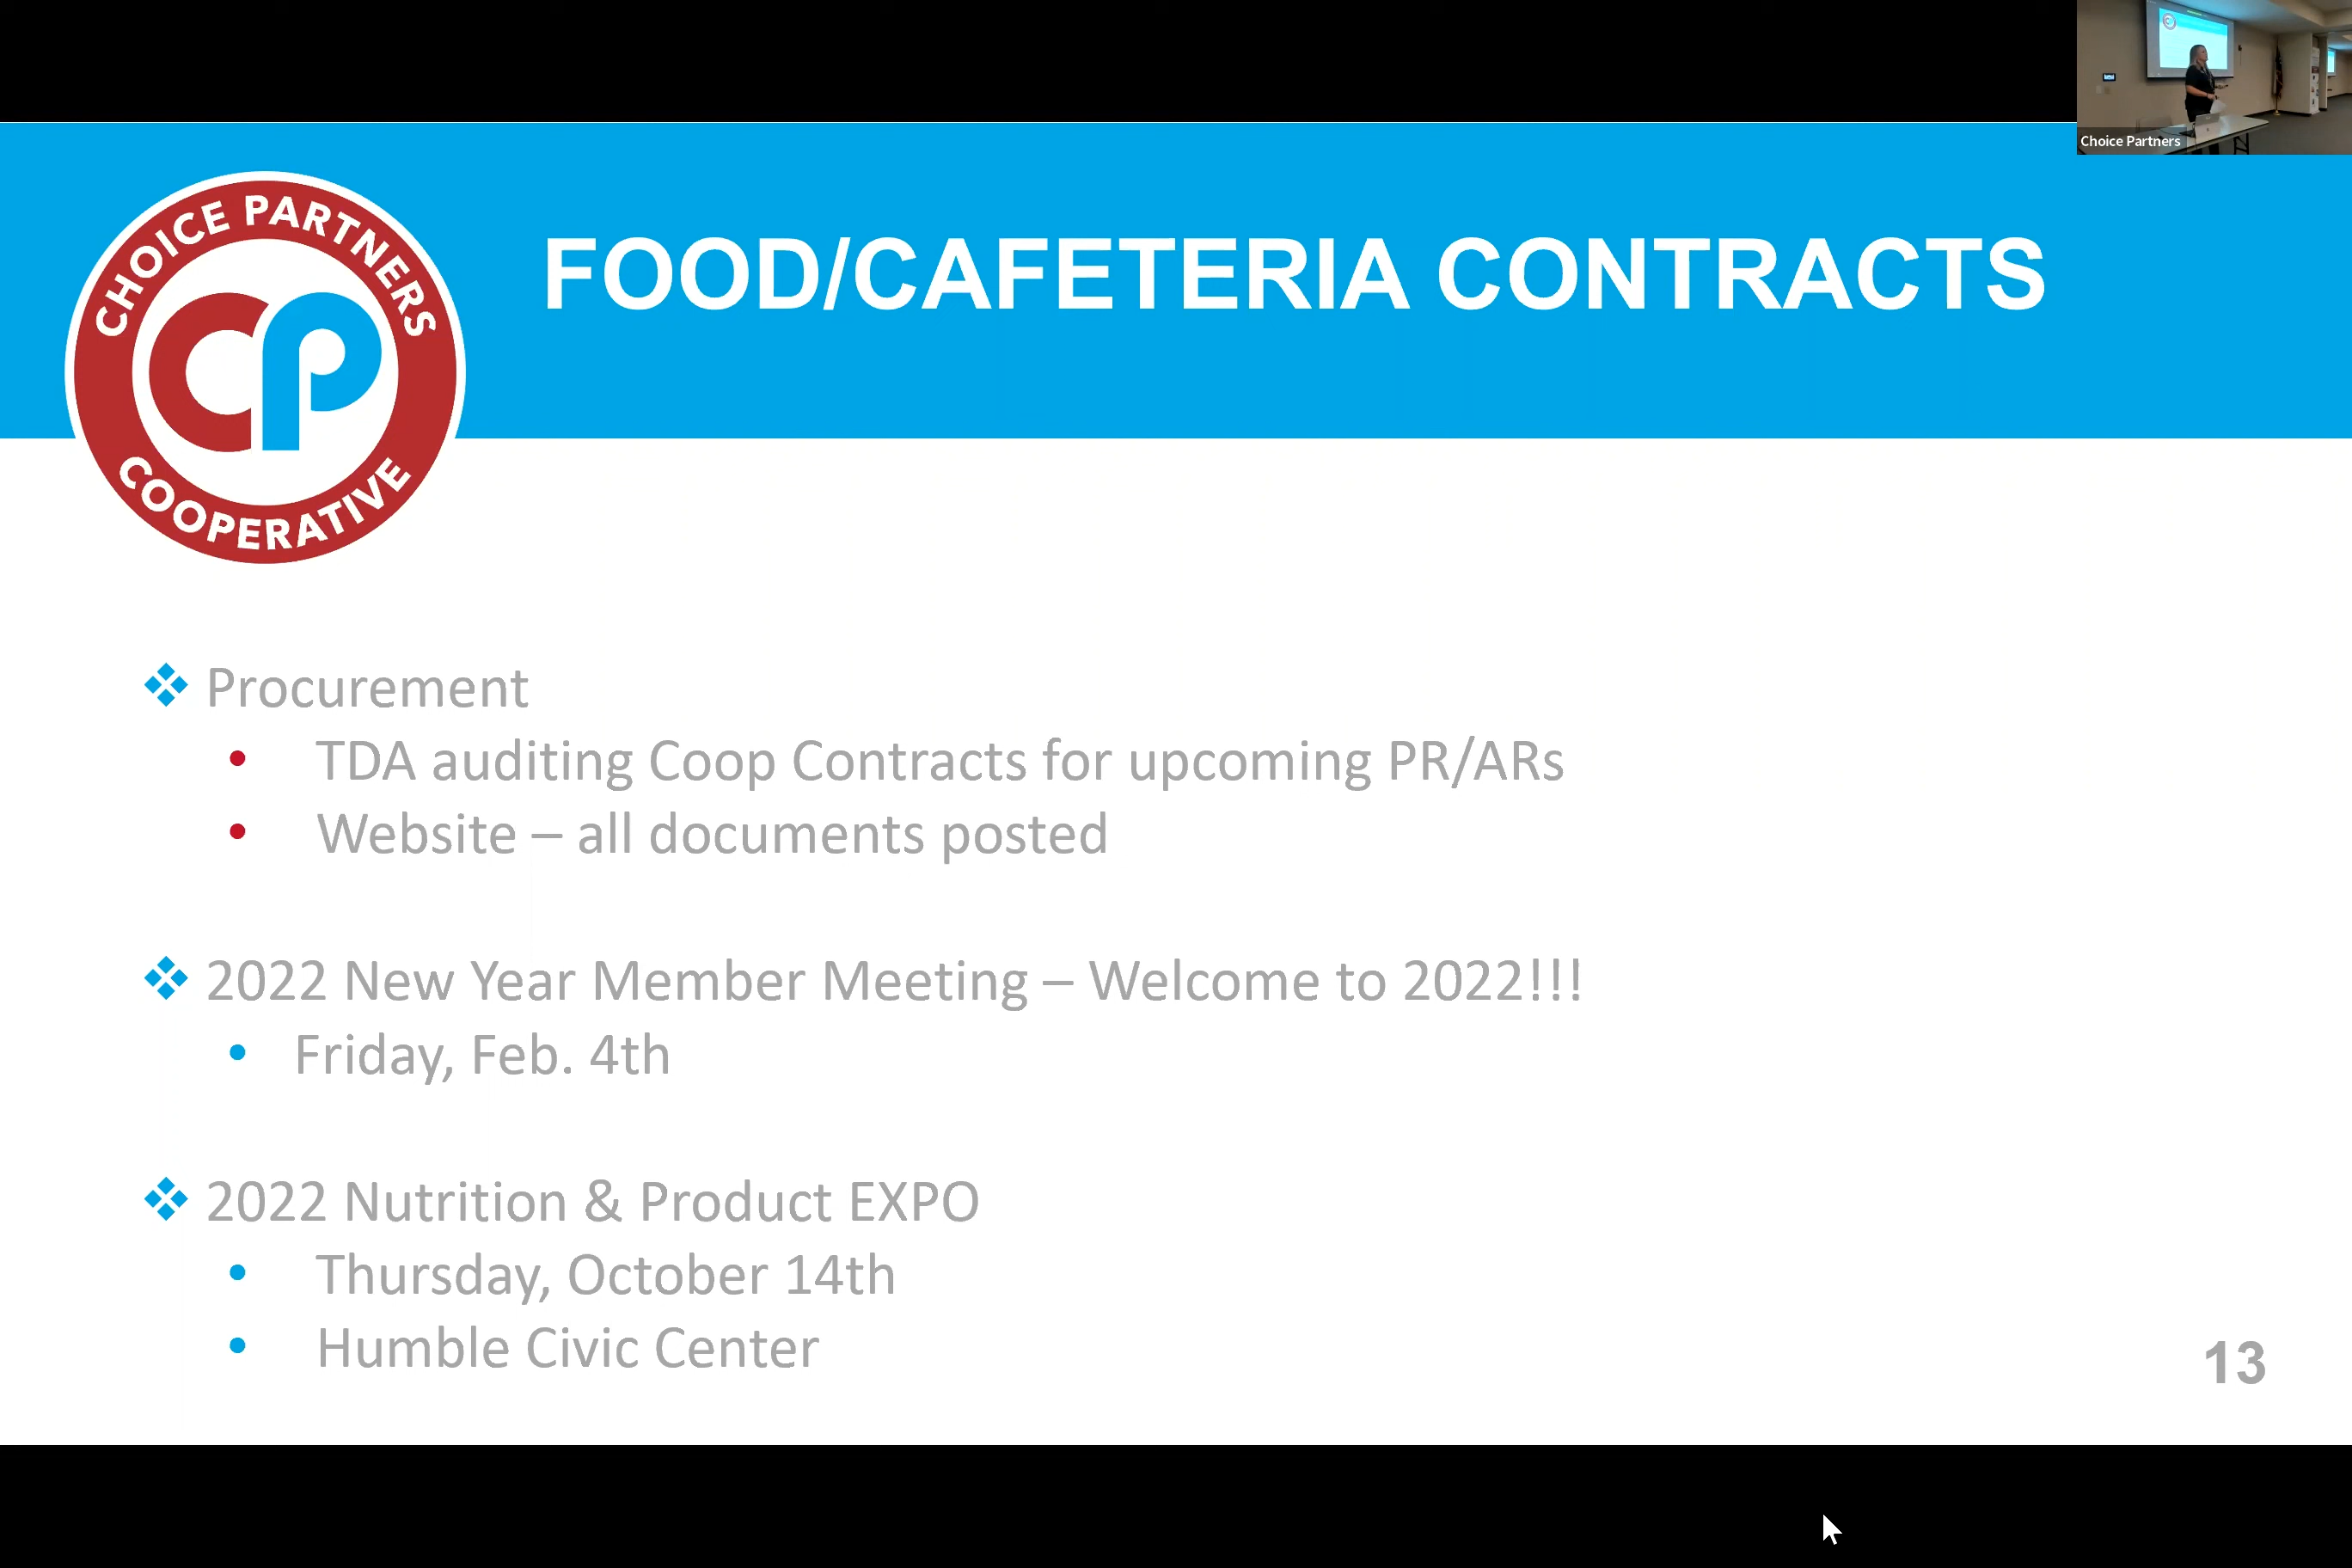 Choice Partners
CHOICE PARTNERS
CP
COOPERATIVE
FOOD/CAFETERIA CONTRACTS
Procurement
TDA auditing Coop Contracts for upcoming PR/ARs
Website – all documents posted
2022 New Year Member Meeting – Welcome to 2022!!!
Friday, Feb. 4th
2022 Nutrition & Product EXPO
Thursday, October 14th
Humble Civic Center
13